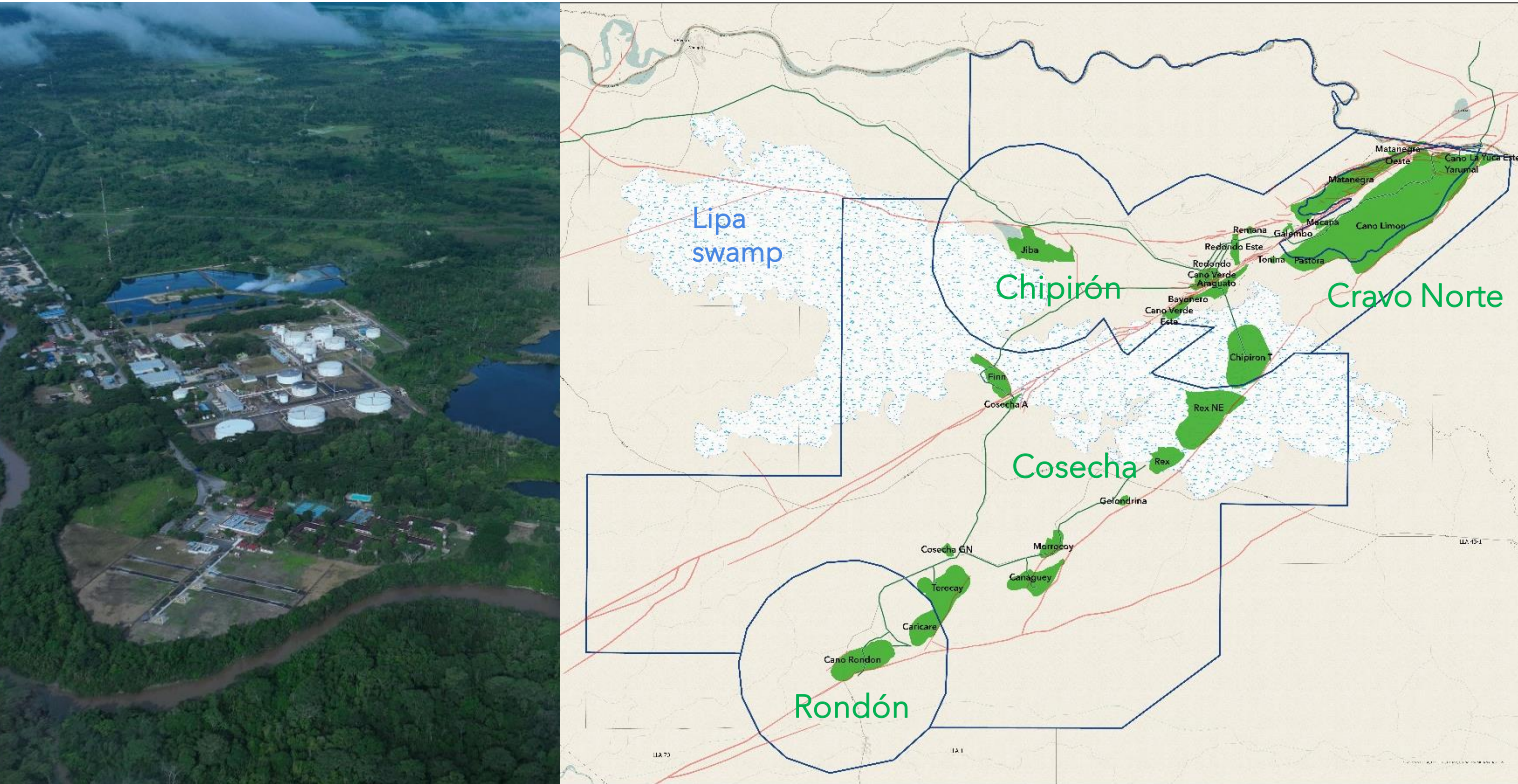 Matanegra
Oeste
Cano La Yuca Este
Yarumal
Matanegra
Lipa
swamp
Macapa
Cano Limon
Remana
Galembo
Redondo Este
Jiba
Tonina
Pastora
Redondo
Cano Verde
Araguato
Chipirón
Cravo Norte
Bayonero
Cano Verde
Este
Chipiron T
Finn
Cosecha A
Rex NE
Cosecha
Rex
Golondrina
Cosecha GN
Morrocoy
Canaguey
Terecay
Caricare
Cano Rondon
Rondón